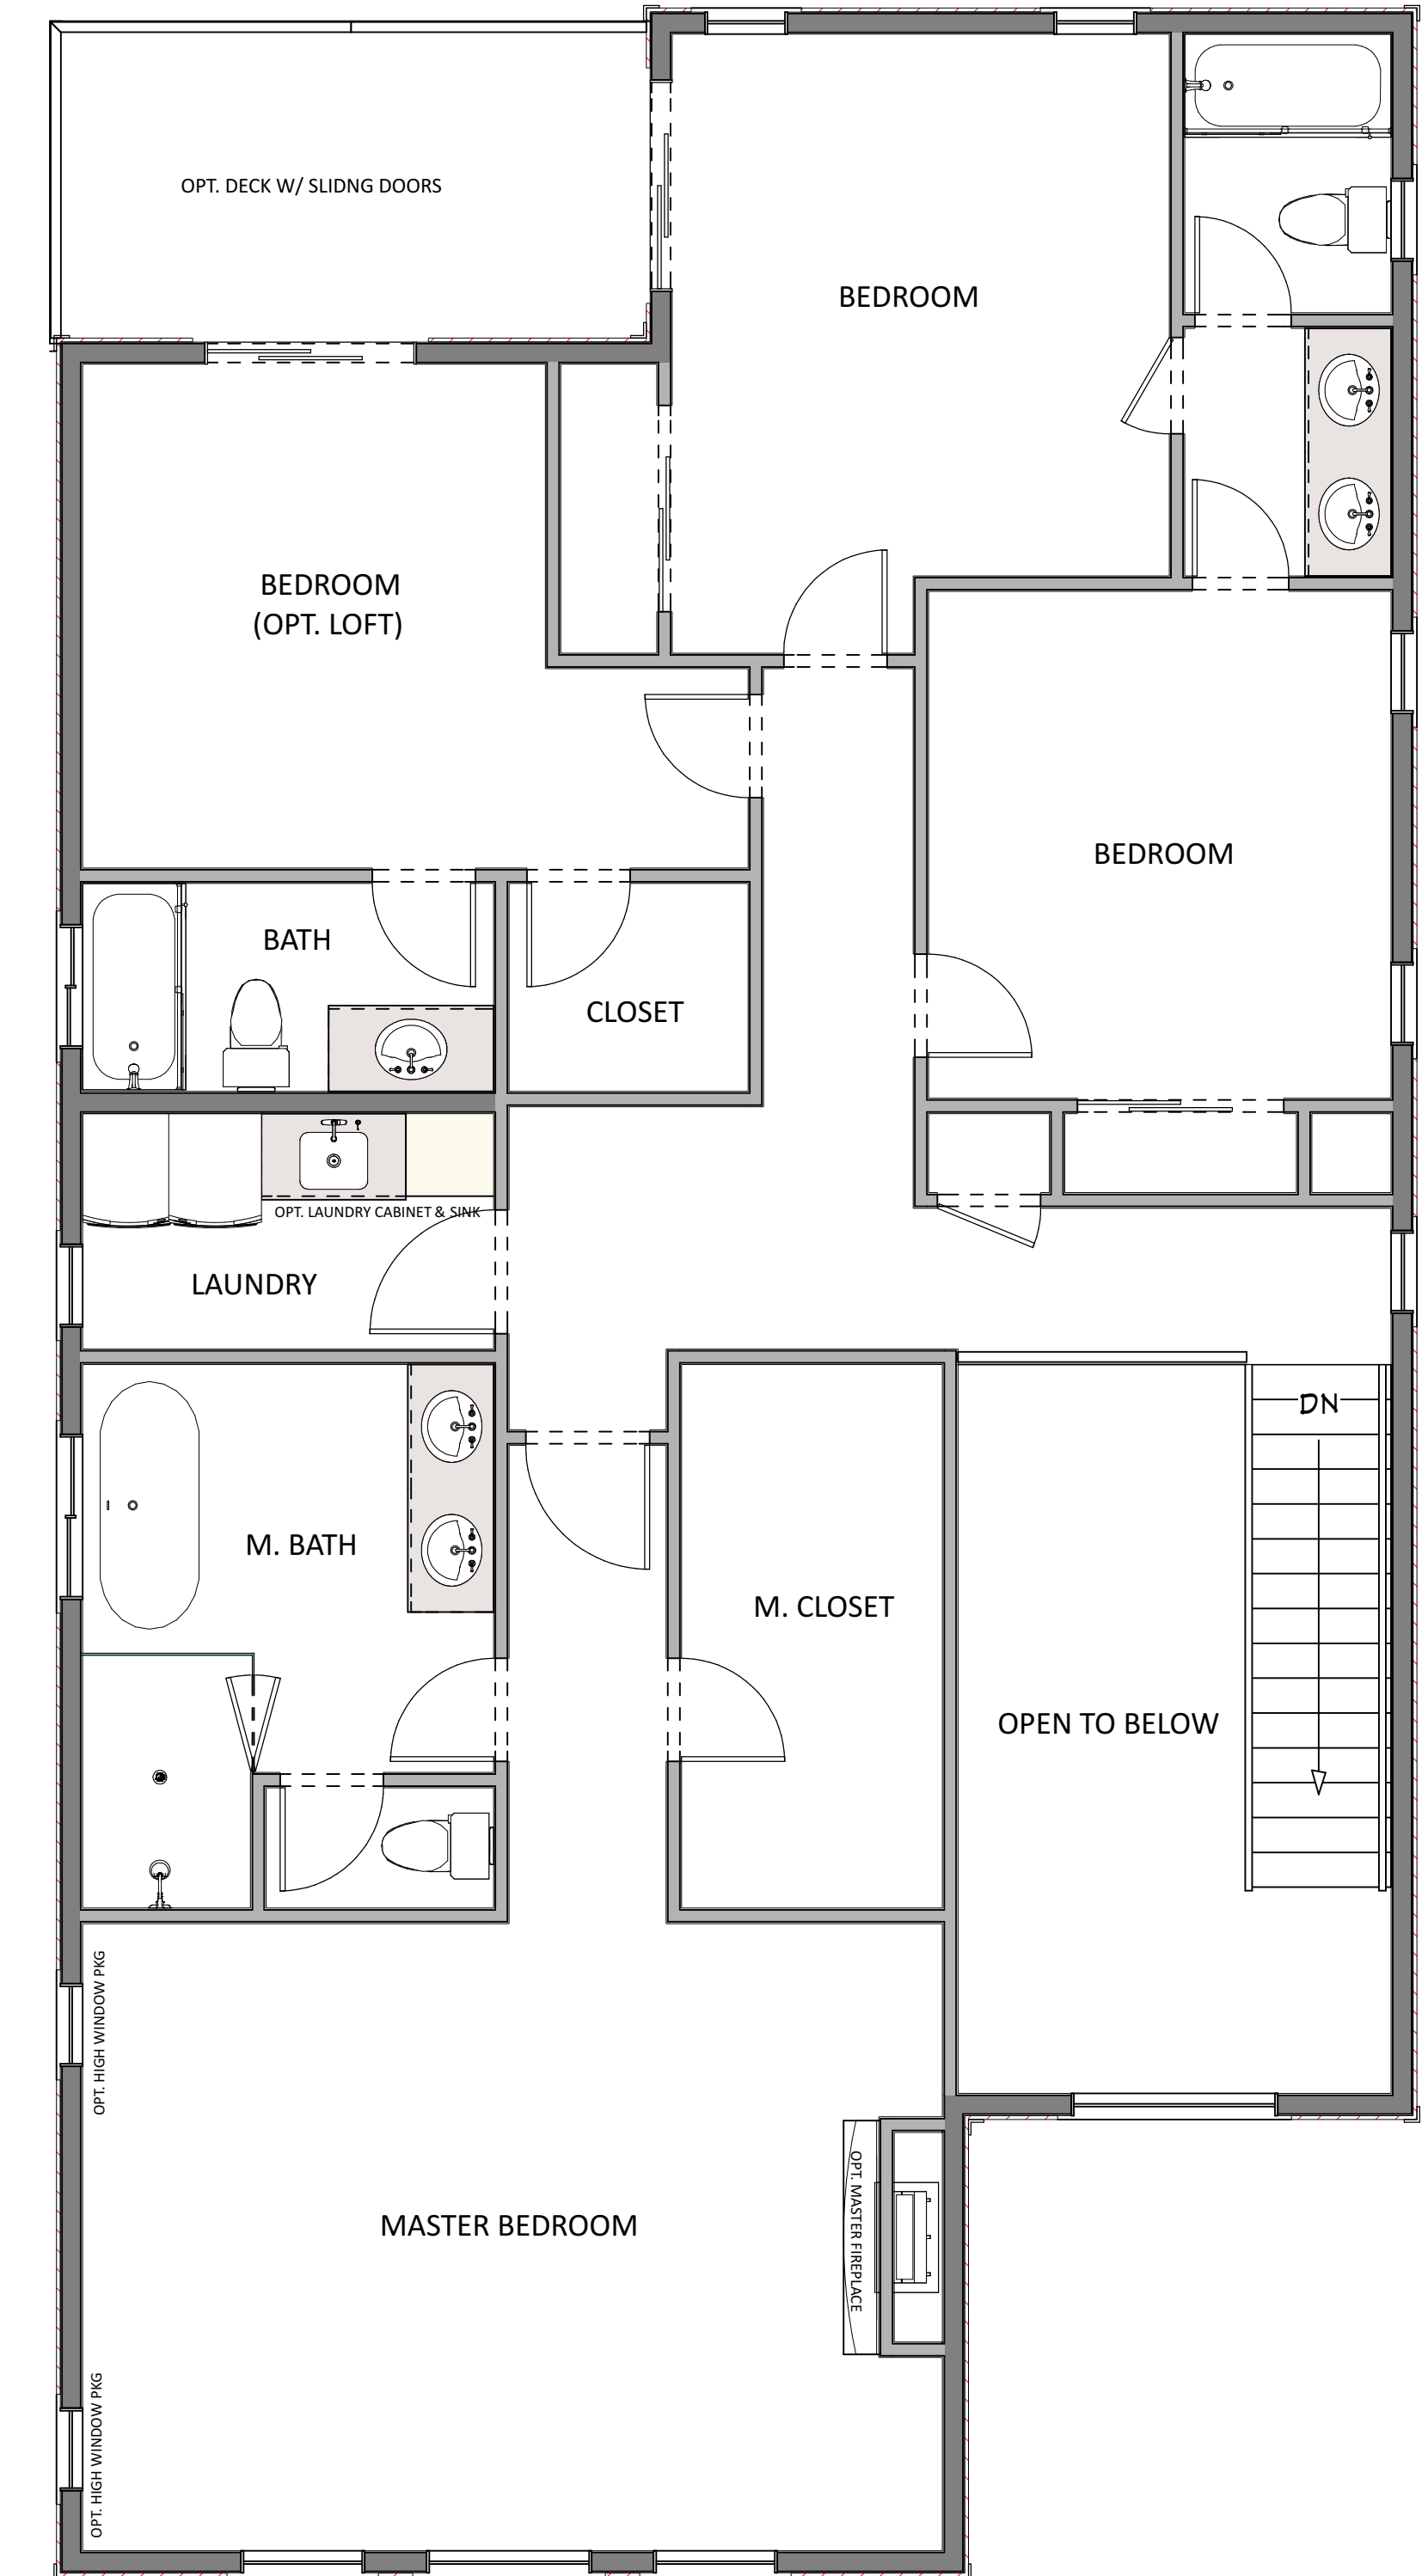 OPT. DECK W/ SLIDNG DOORS
BEDROOM
BEDROOM
(OPT. LOFT)
BEDROOM
BATH
CLOSET
OPT. LAUNDRY CABINET & SINK
LAUNDRY
DN
M. BATH
M. CLOSET
OPEN TO BELOW
OPT. HIGH WINDOW PKG
MASTER BEDROOM
OPT. MASTER FIREPLACE
OPT. HIGH WINDOW PKG